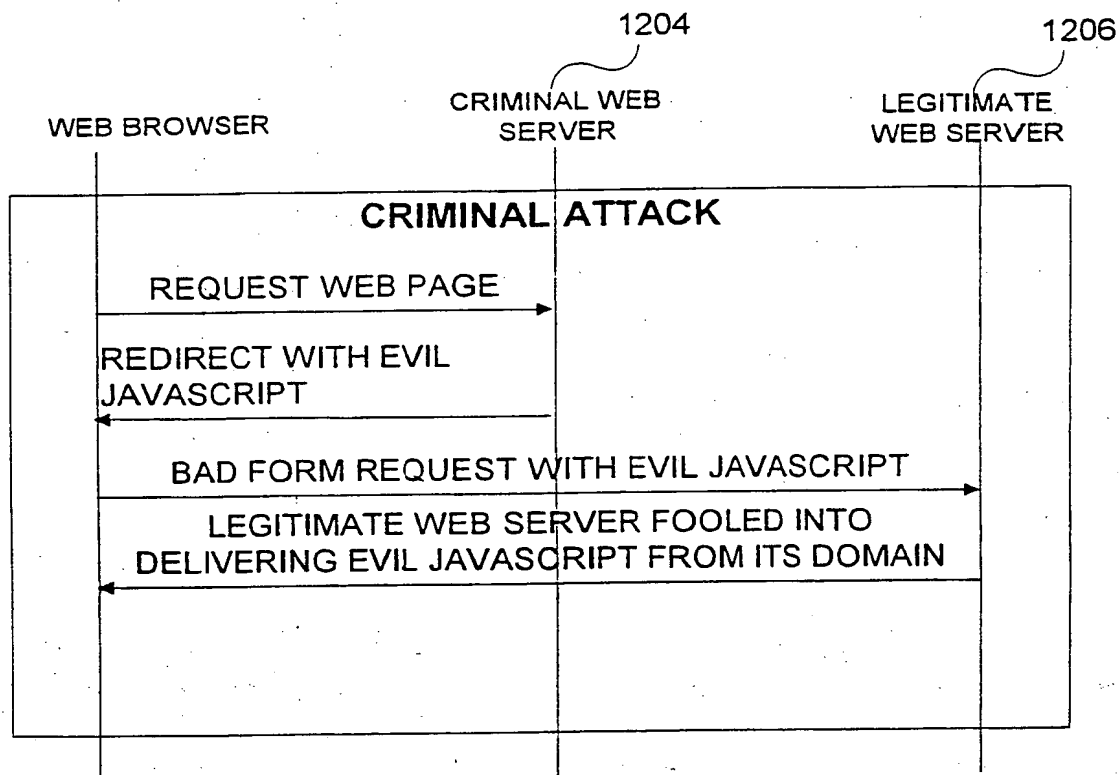 1204
1206
WEB BROWSER
CRIMINAL WEB
SERVER
LEGITIMATE
WEB SERVER
CRIMINAL ATTACK
REQUEST WEB PAGE
REDIRECT WITH EVIL
JAVASCRIPT
BAD FORM REQUEST WITH EVIL JAVASCRIPT
LEGITIMATE WEB SERVER FOOLED INTO
DELIVERING EVIL JAVASCRIPT FROM ITS DOMAIN